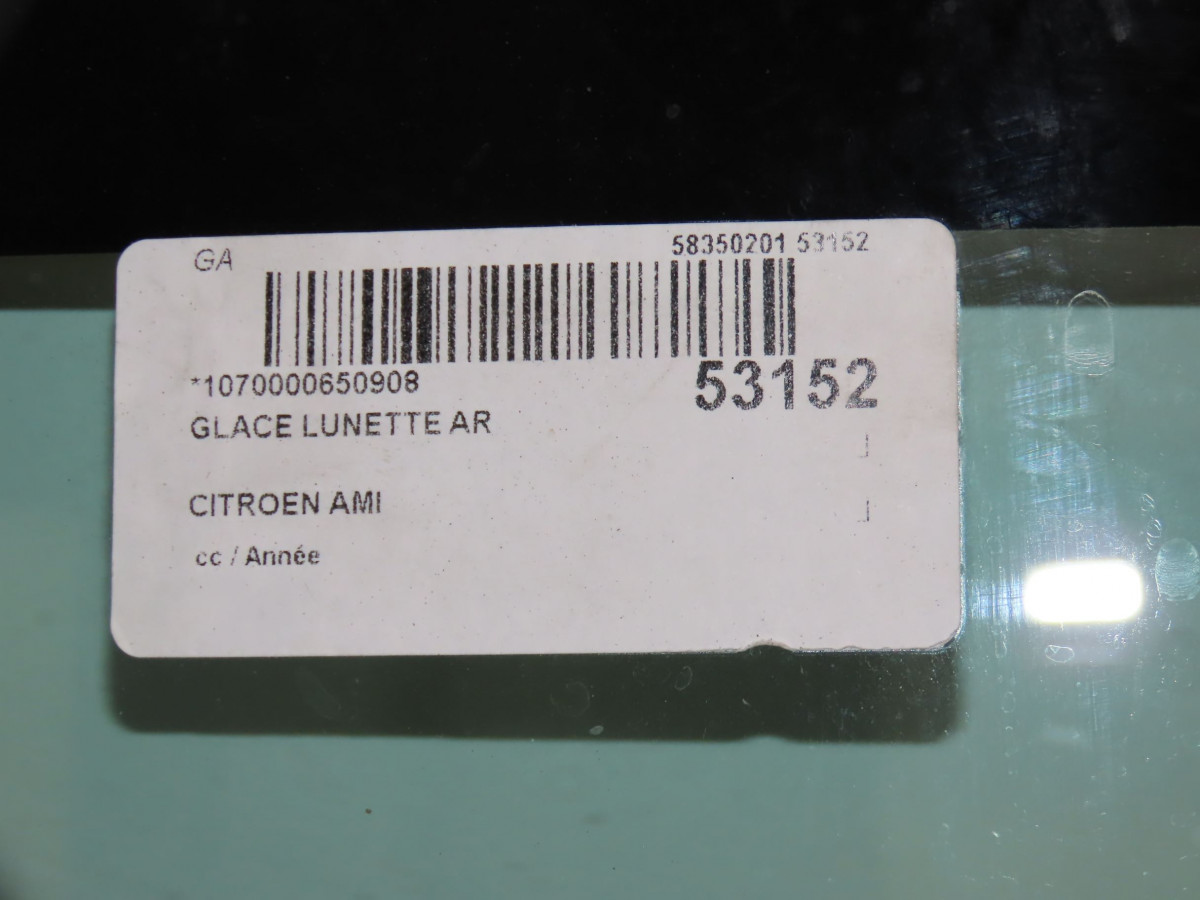 GA 58350201 53152
*1070000650908 53152
GLACE LUNETTE AR
CITROEN AMI
cc / Année